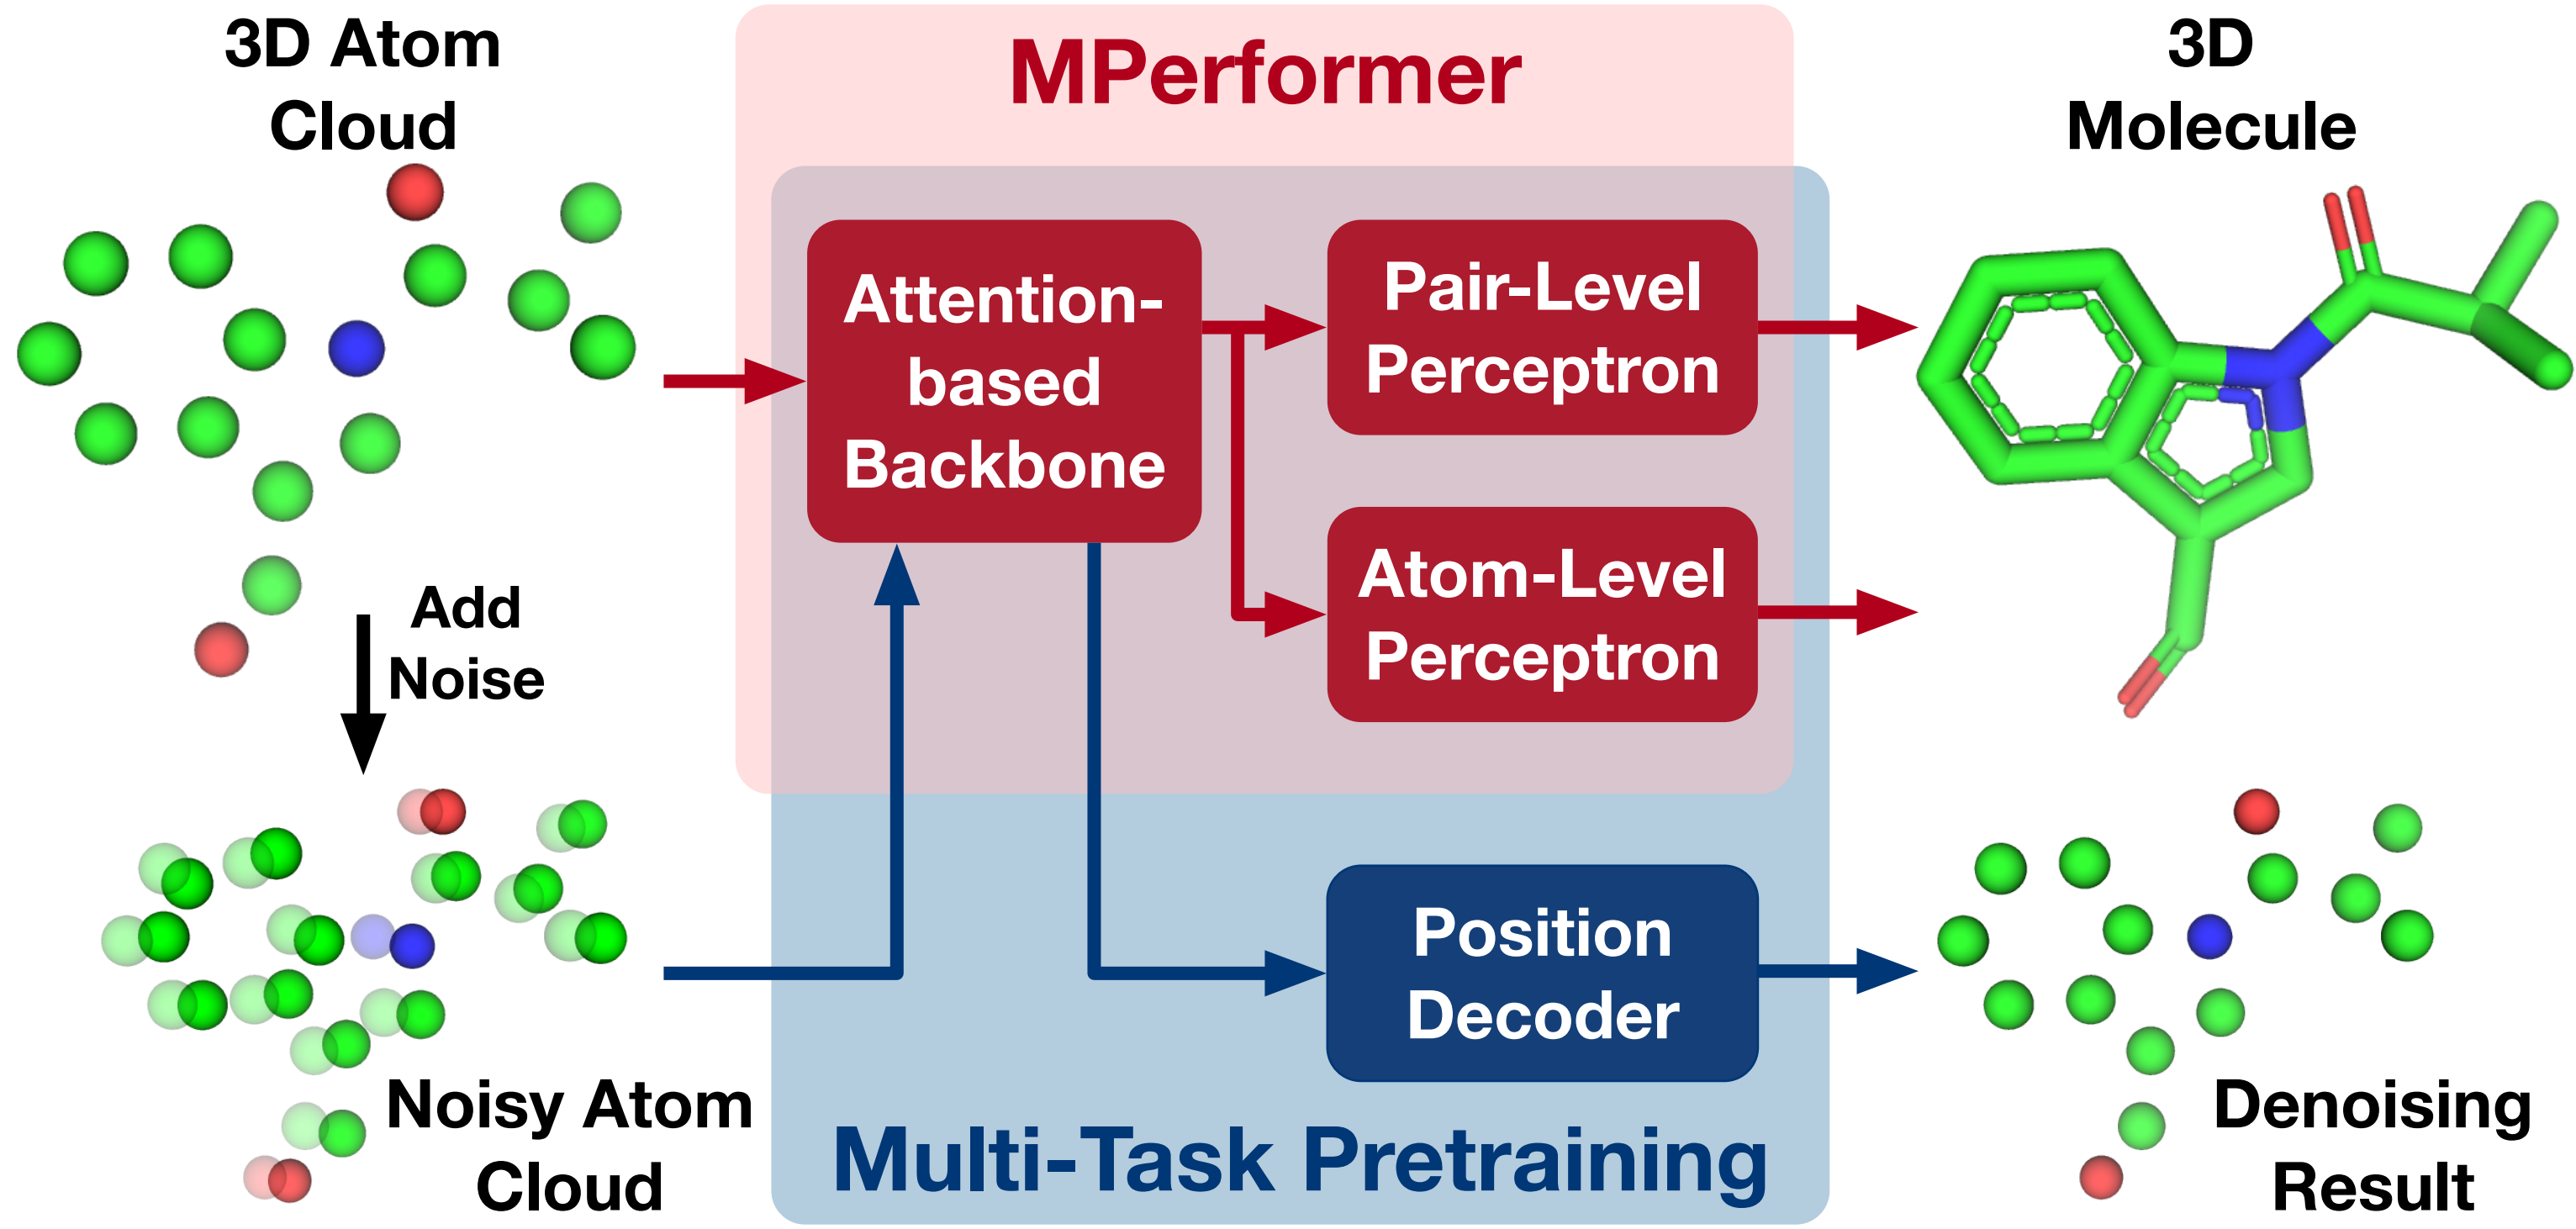 3D Atom
Cloud
MPerformer
3D
Molecule
Attention-
based
Backbone
Pair-Level
Perceptron
Atom-Level
Perceptron
Add
Noise
Position
Decoder
Noisy Atom
Cloud
Multi-Task Pretraining
Denoising
Result